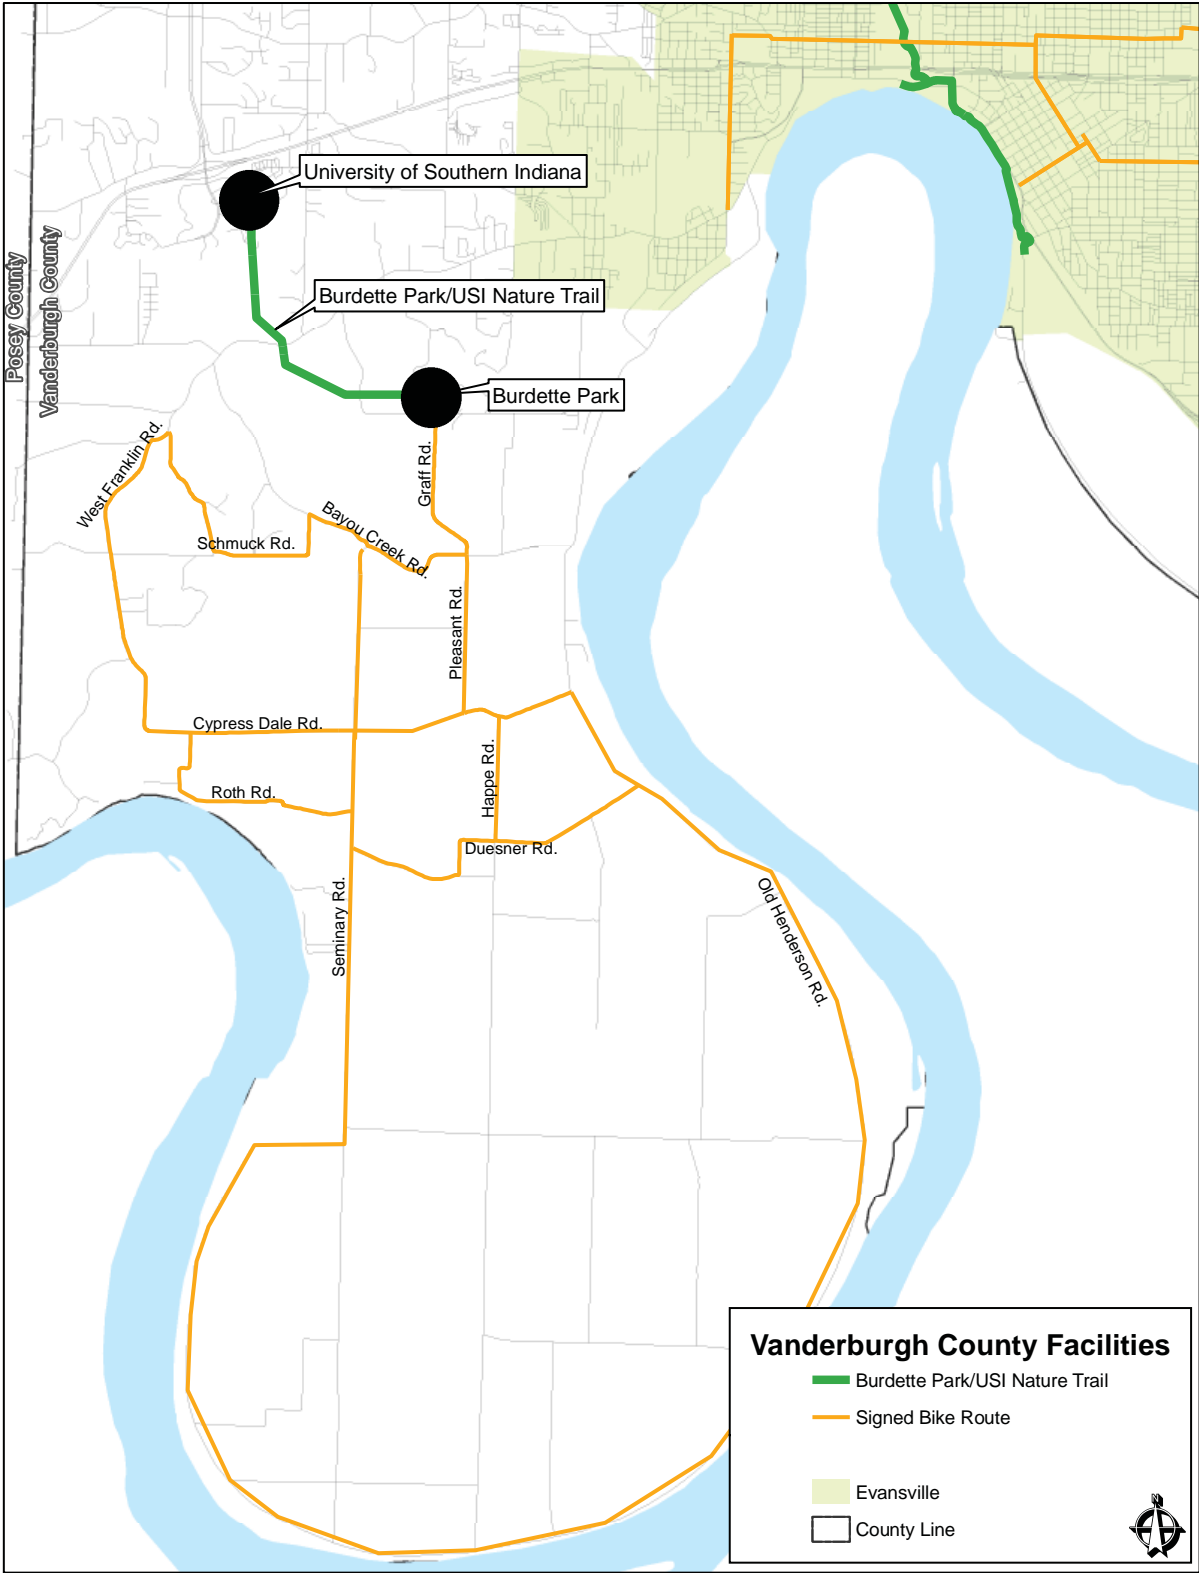 University of Southern Indiana
Posey County
Vanderburgh County
Burdette Park/USI Nature Trail
Burdette Park
West Franklin Rd.
Graff Rd.
Schmuck Rd.
Bayou Creek Rd.
Pleasant Rd.
Cypress Dale Rd.
Happe Rd.
Roth Rd.
Duesner Rd.
Seminary Rd.
Old Henderson Rd.
Vanderburgh County Facilities
Burdette Park/USI Nature Trail
Signed Bike Route
Evansville
County Line
N